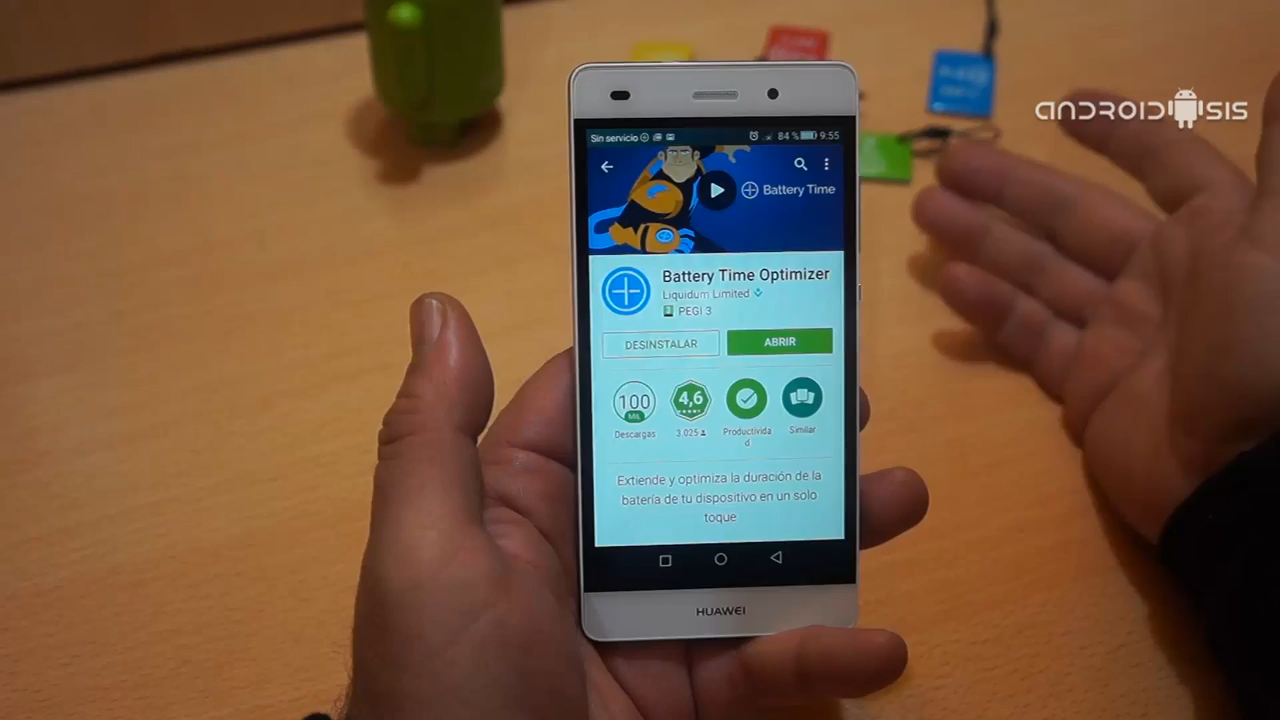 ANDROIDSIS
Sin servicio 84 % 9:55
Battery Time
Battery Time Optimizer
Liquidum Limited
3 PEGI 3
DESINSTALAR ABRIR
100 MIL 4,6
Descargas 3.025 Productivida
d Similar
Extiende y optimiza la duración de la
batería de tu dispositivo en un solo
toque
HUAWEI